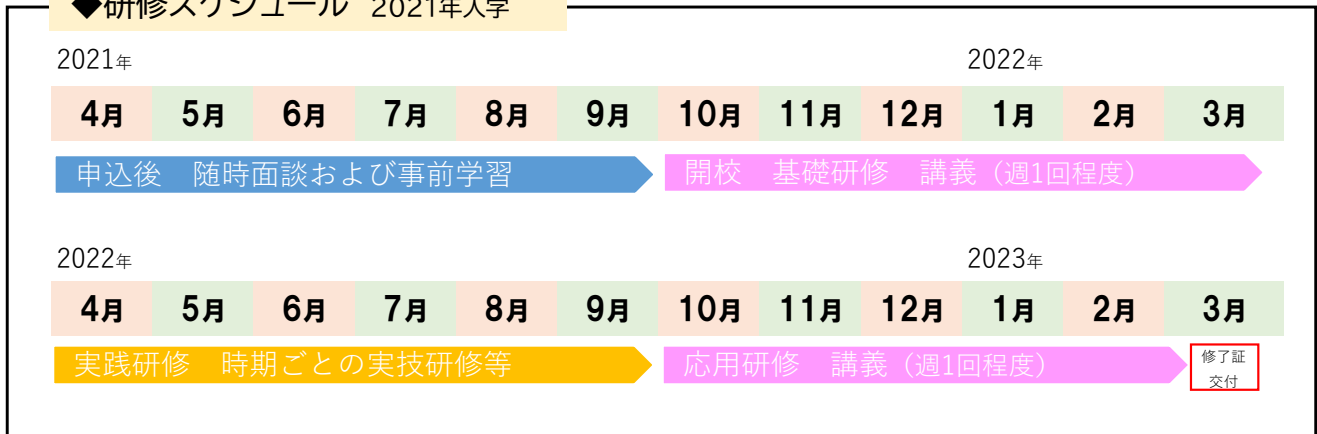 ◆研修スケジュール 2021年入学
2021年 2022年
4月 5月 6月 7月 8月 9月 10月 11月 12月 1月 2月 3月
申込後 随時面談および事前学習 開校 基礎研修 講義（週1回程度）
2022年 2023年
4月 5月 6月 7月 8月 9月 10月 11月 12月 1月 2月 3月
実践研修 時期ごとの実技研修等 応用研修 講義（週1回程度）
修了証
交付